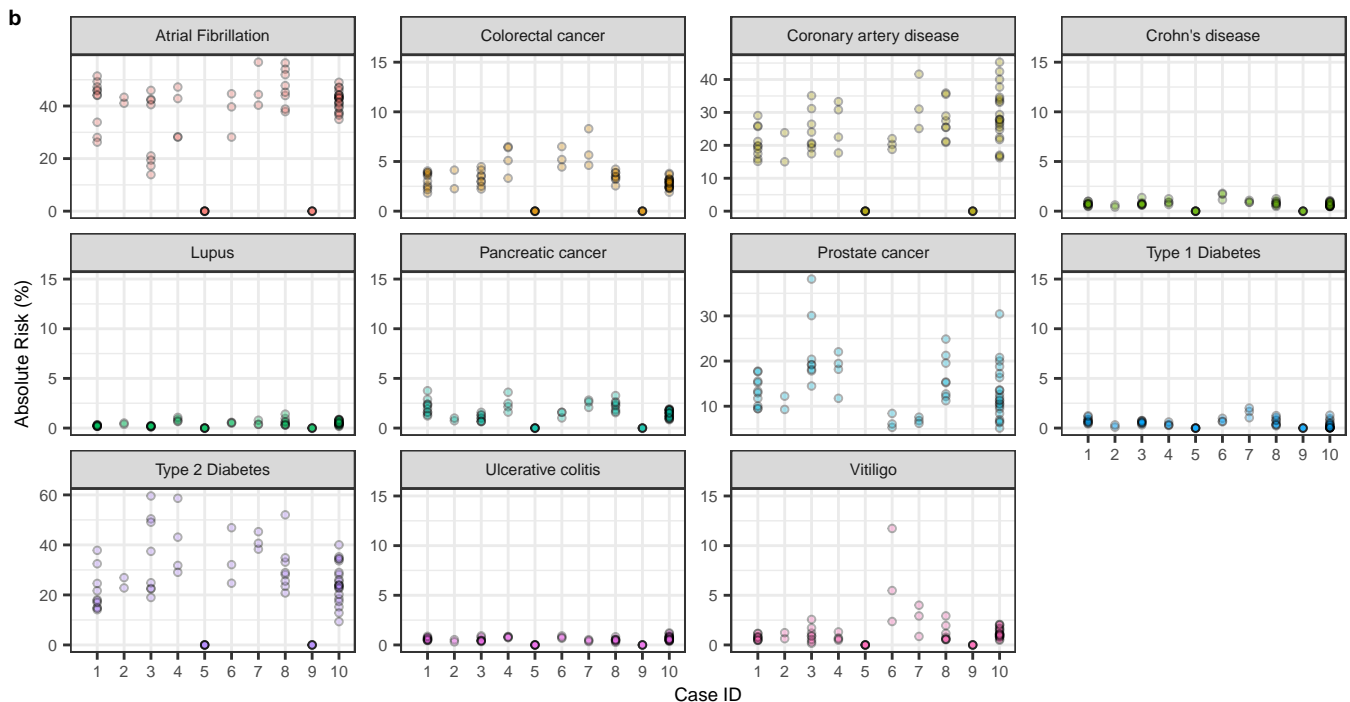 b
Atrial Fibrillation
Colorectal cancer
Coronary artery disease
Crohn's disease
40
20
0
15
10
5
0
40
30
20
10
0
15
10
5
0
Lupus
Pancreatic cancer
Prostate cancer
Type 1 Diabetes
15
10
5
0
15
10
5
0
30
20
10
15
10
5
0
1 2 3 4 5 6 7 8 9 10
Type 2 Diabetes
Ulcerative colitis
Vitiligo
60
40
20
0
15
10
5
0
15
10
5
0
1 2 3 4 5 6 7 8 9 10
1 2 3 4 5 6 7 8 9 10
1 2 3 4 5 6 7 8 9 10
Absolute Risk (%)
Case ID